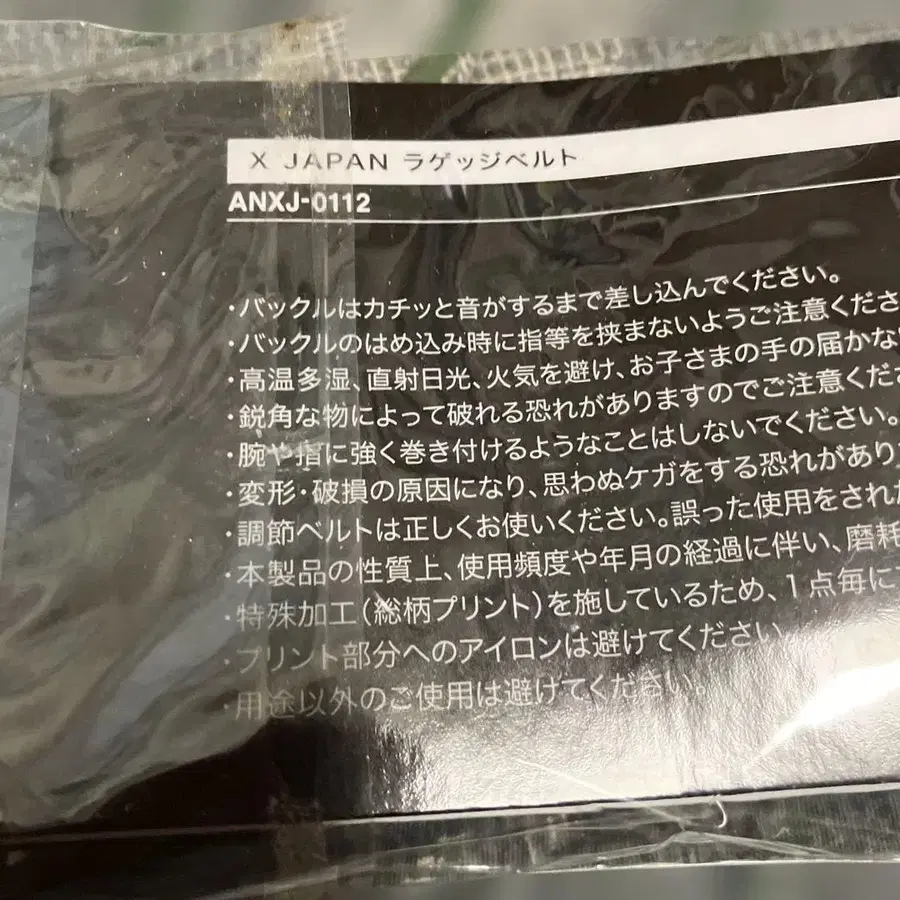 X JAPAN ラゲッジベルト
ANXJ-0112
・バックルはカチッと音がするまで差し込んでください。
・バックルのはめ込み時に指等を挟まないようご注意くださ
・高温多湿、直射日光、火気を避け、お子さまの手の届かな
・鋭角な物によって破れる恐れがありますのでご注意くださ
・腕や指に強く巻き付けるようなことはしないでください。
・変形・破損の原因になり、思わぬケガをする恐れがあり
・調節ベルトは正しくお使いください。誤った使用をされた
・本製品の性質上、使用頻度や年月の経過に伴い、磨耗
・特殊加工(総柄プリント)を施しているため、1点毎に
・プリント部分へのアイロンは避けてください。
・用途以外のご使用は避けてください。